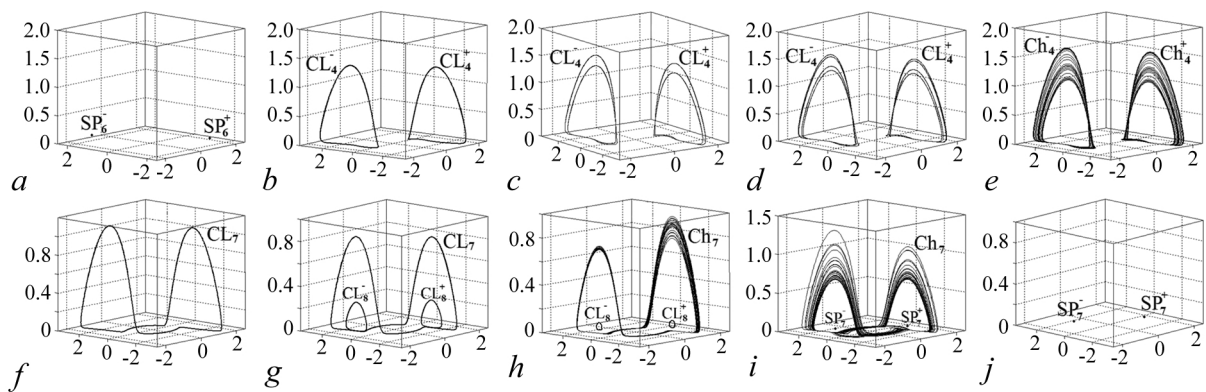 2.0 1.5 1.0 0.5 0 SP₆⁻ SP₆⁺ 2 0 -2 -2 0 2 a
2.0 1.5 1.0 0.5 0 CL₄⁻ CL₄⁺ 2 0 -2 -2 0 2 b
2.0 1.5 1.0 0.5 0 CL₄⁻ CL₄⁺ 2 0 -2 -2 0 2 c
2.0 1.5 1.0 0.5 0 CL₄⁻ CL₄⁺ 2 0 -2 -2 0 2 d
2.0 1.5 1.0 0.5 0 Ch₄⁻ Ch₄⁺ 2 0 -2 -2 0 2 e
0.8 0.4 0 CL₇ 2 0 -2 -2 0 2 f
0.8 0.4 0 CL₇ CL₈⁻ CL₈⁺ 2 0 -2 -2 0 2 g
0.8 0.4 0 Ch₇ CL₈⁻ CL₈⁺ 2 0 -2 -2 0 2 h
1.5 1.0 0.5 0 Ch₇ SP₇⁻ SP₇⁺ 2 0 -2 -2 0 2 i
0.8 0.4 0 SP₇⁻ SP₇⁺ 2 0 -2 -2 0 2 j